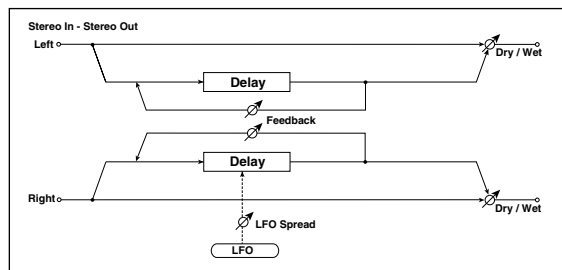 Stereo In - Stereo Out
Left
Dry / Wet
Delay
Feedback
Delay
Right
Dry / Wet
LFO Spread
LFO